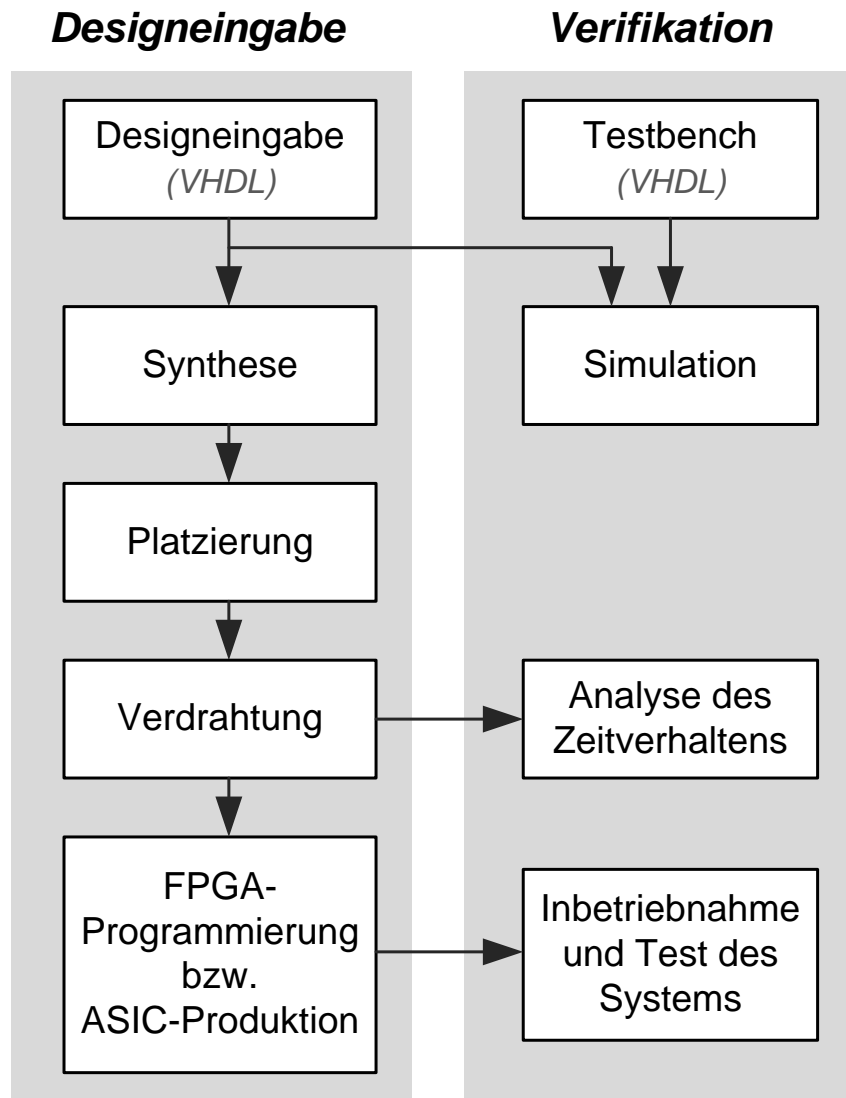 Designeingabe
Verifikation
Designeingabe
(VHDL)
Testbench
(VHDL)
Synthese
Simulation
Platzierung
Verdrahtung
Analyse des
Zeitverhaltens
FPGA-
Programmierung
bzw.
ASIC-Produktion
Inbetriebnahme
und Test des
Systems